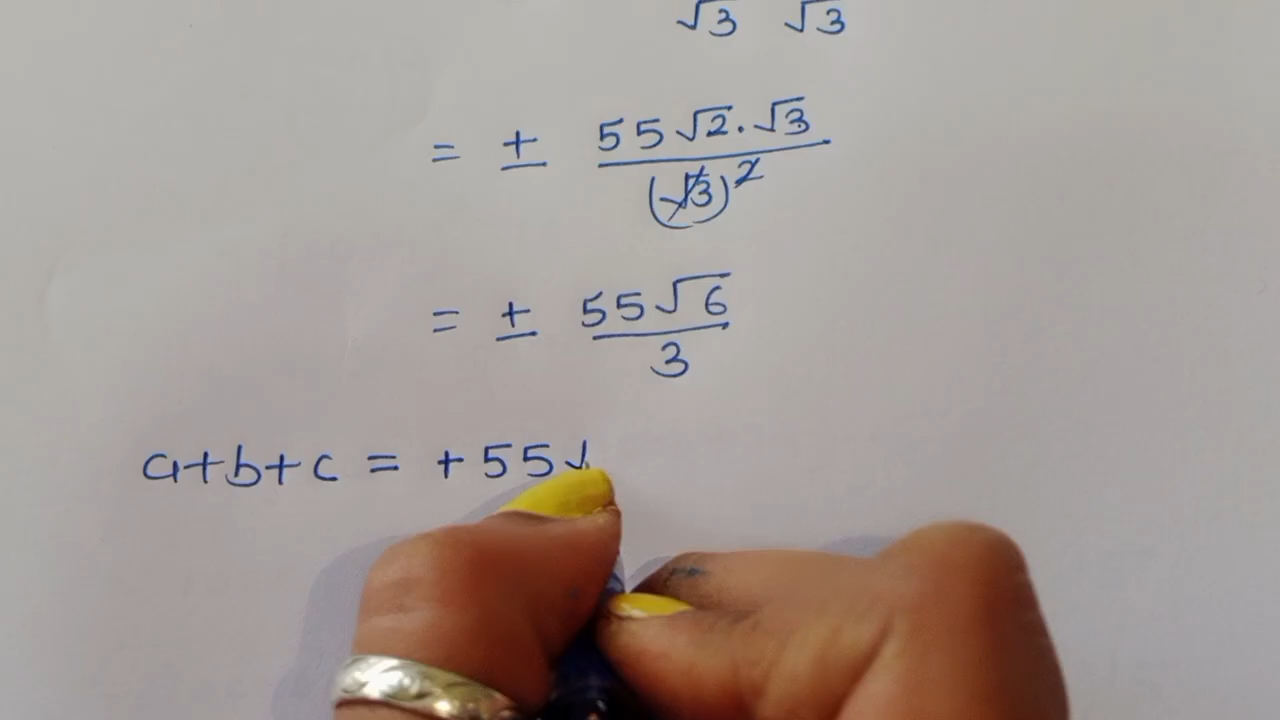 √3 √3
= ± 55√2·√3 / (√3)²
= ± 55√6 / 3
a+b+c = +55√